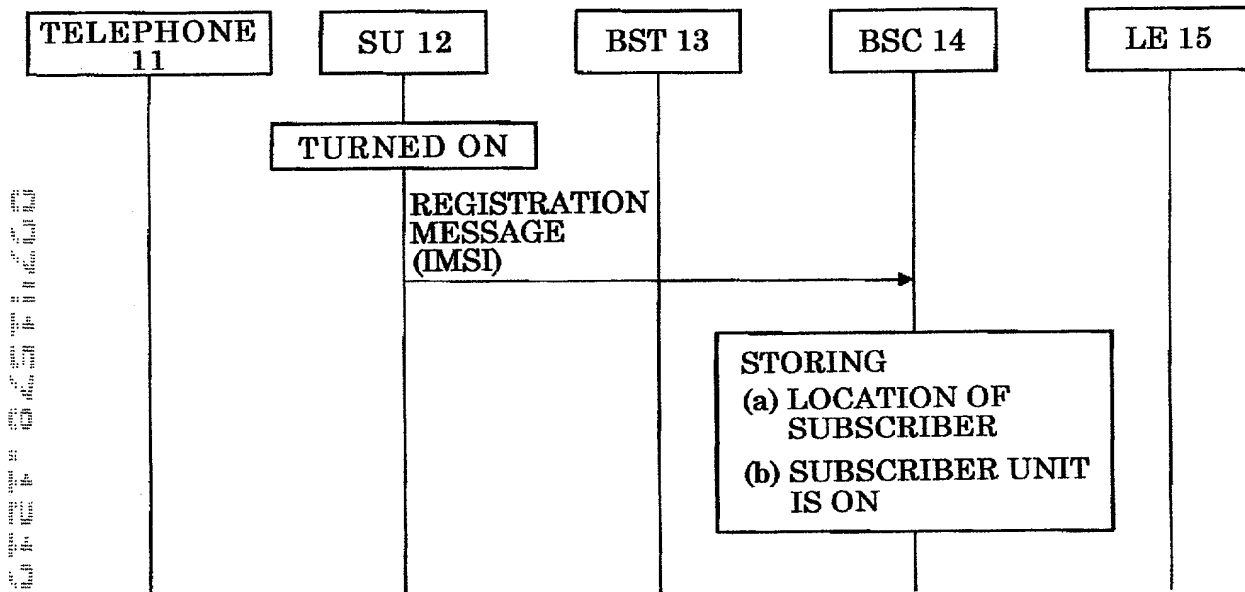 TELEPHONE
11
SU 12
BST 13
BSC 14
LE 15
TURNED ON
REGISTRATION
MESSAGE
(IMSI)
STORING
(a) LOCATION OF
SUBSCRIBER
(b) SUBSCRIBER UNIT
IS ON